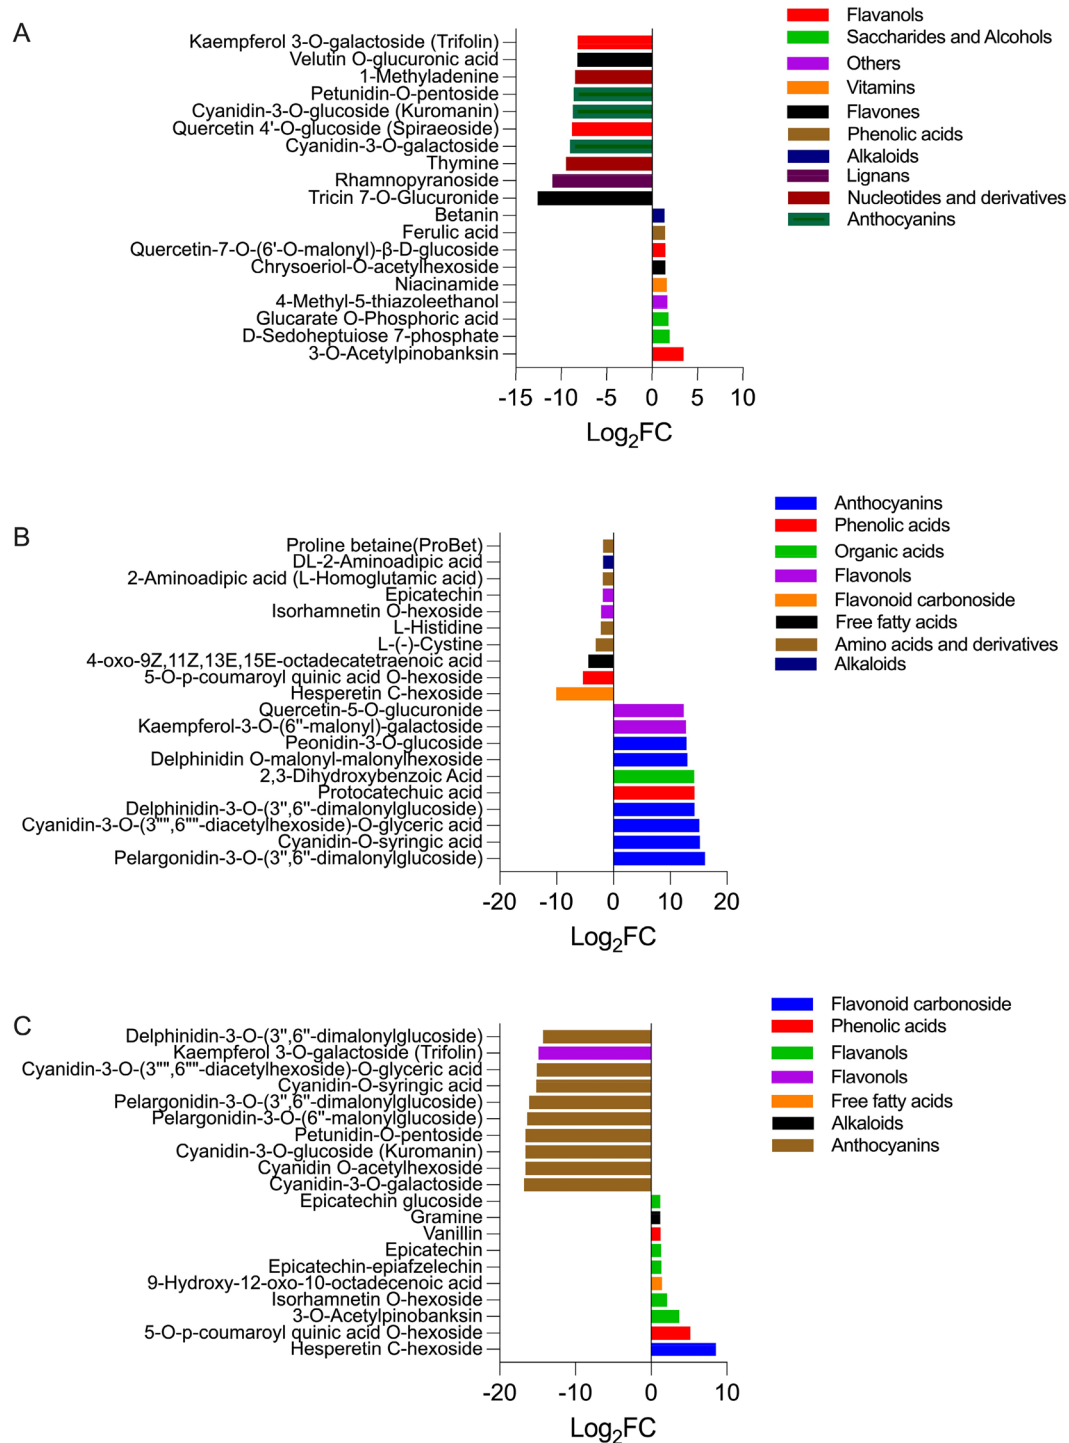 A
Kaempferol 3-O-galactoside (Trifolin)
Velutin O-glucuronic acid
1-Methyladenine
Petunidin-O-pentoside
Cyanidin-3-O-glucoside (Kuromanin)
Quercetin 4'-O-glucoside (Spiraeoside)
Cyanidin-3-O-galactoside
Thymine
Rhamnopyranoside
Tricin 7-O-Glucuronide
Betanin
Ferulic acid
Quercetin-7-O-(6'-O-malonyl)-β-D-glucoside
Chrysoeriol-O-acetylhexoside
Niacinamide
4-Methyl-5-thiazoleethanol
Glucarate O-Phosphoric acid
D-Sedoheptuiose 7-phosphate
3-O-Acetylpinobanksin
-15 -10 -5 0 5 10
Log2FC
Flavanols
Saccharides and Alcohols
Others
Vitamins
Flavones
Phenolic acids
Alkaloids
Lignans
Nucleotides and derivatives
Anthocyanins
B
Proline betaine(ProBet)
DL-2-Aminoadipic acid
2-Aminoadipic acid (L-Homoglutamic acid)
Epicatechin
Isorhamnetin O-hexoside
L-Histidine
L-(-)-Cystine
4-oxo-9Z,11Z,13E,15E-octadecatetraenoic acid
5-O-p-coumaroyl quinic acid O-hexoside
Hesperetin C-hexoside
Quercetin-5-O-glucuronide
Kaempferol-3-O-(6''-malonyl)-galactoside
Peonidin-3-O-glucoside
Delphinidin O-malonyl-malonylhexoside
2,3-Dihydroxybenzoic Acid
Protocatechuic acid
Delphinidin-3-O-(3'',6''-dimalonylglucoside)
Cyanidin-3-O-(3"",6""-diacetylhexoside)-O-glyceric acid
Cyanidin-O-syringic acid
Pelargonidin-3-O-(3'',6''-dimalonylglucoside)
-20 -10 0 10 20
Log2FC
Anthocyanins
Phenolic acids
Organic acids
Flavonols
Flavonoid carbonoside
Free fatty acids
Amino acids and derivatives
Alkaloids
C
Delphinidin-3-O-(3'',6''-dimalonylglucoside)
Kaempferol 3-O-galactoside (Trifolin)
Cyanidin-3-O-(3"",6""-diacetylhexoside)-O-glyceric acid
Cyanidin-O-syringic acid
Pelargonidin-3-O-(3'',6''-dimalonylglucoside)
Pelargonidin-3-O-(6''-malonylglucoside)
Petunidin-O-pentoside
Cyanidin-3-O-glucoside (Kuromanin)
Cyanidin O-acetylhexoside
Cyanidin-3-O-galactoside
Epicatechin glucoside
Gramine
Vanillin
Epicatechin
Epicatechin-epiafzelechin
9-Hydroxy-12-oxo-10-octadecenoic acid
Isorhamnetin O-hexoside
3-O-Acetylpinobanksin
5-O-p-coumaroyl quinic acid O-hexoside
Hesperetin C-hexoside
-20 -10 0 10
Log2FC
Flavonoid carbonoside
Phenolic acids
Flavanols
Flavonols
Free fatty acids
Alkaloids
Anthocyanins